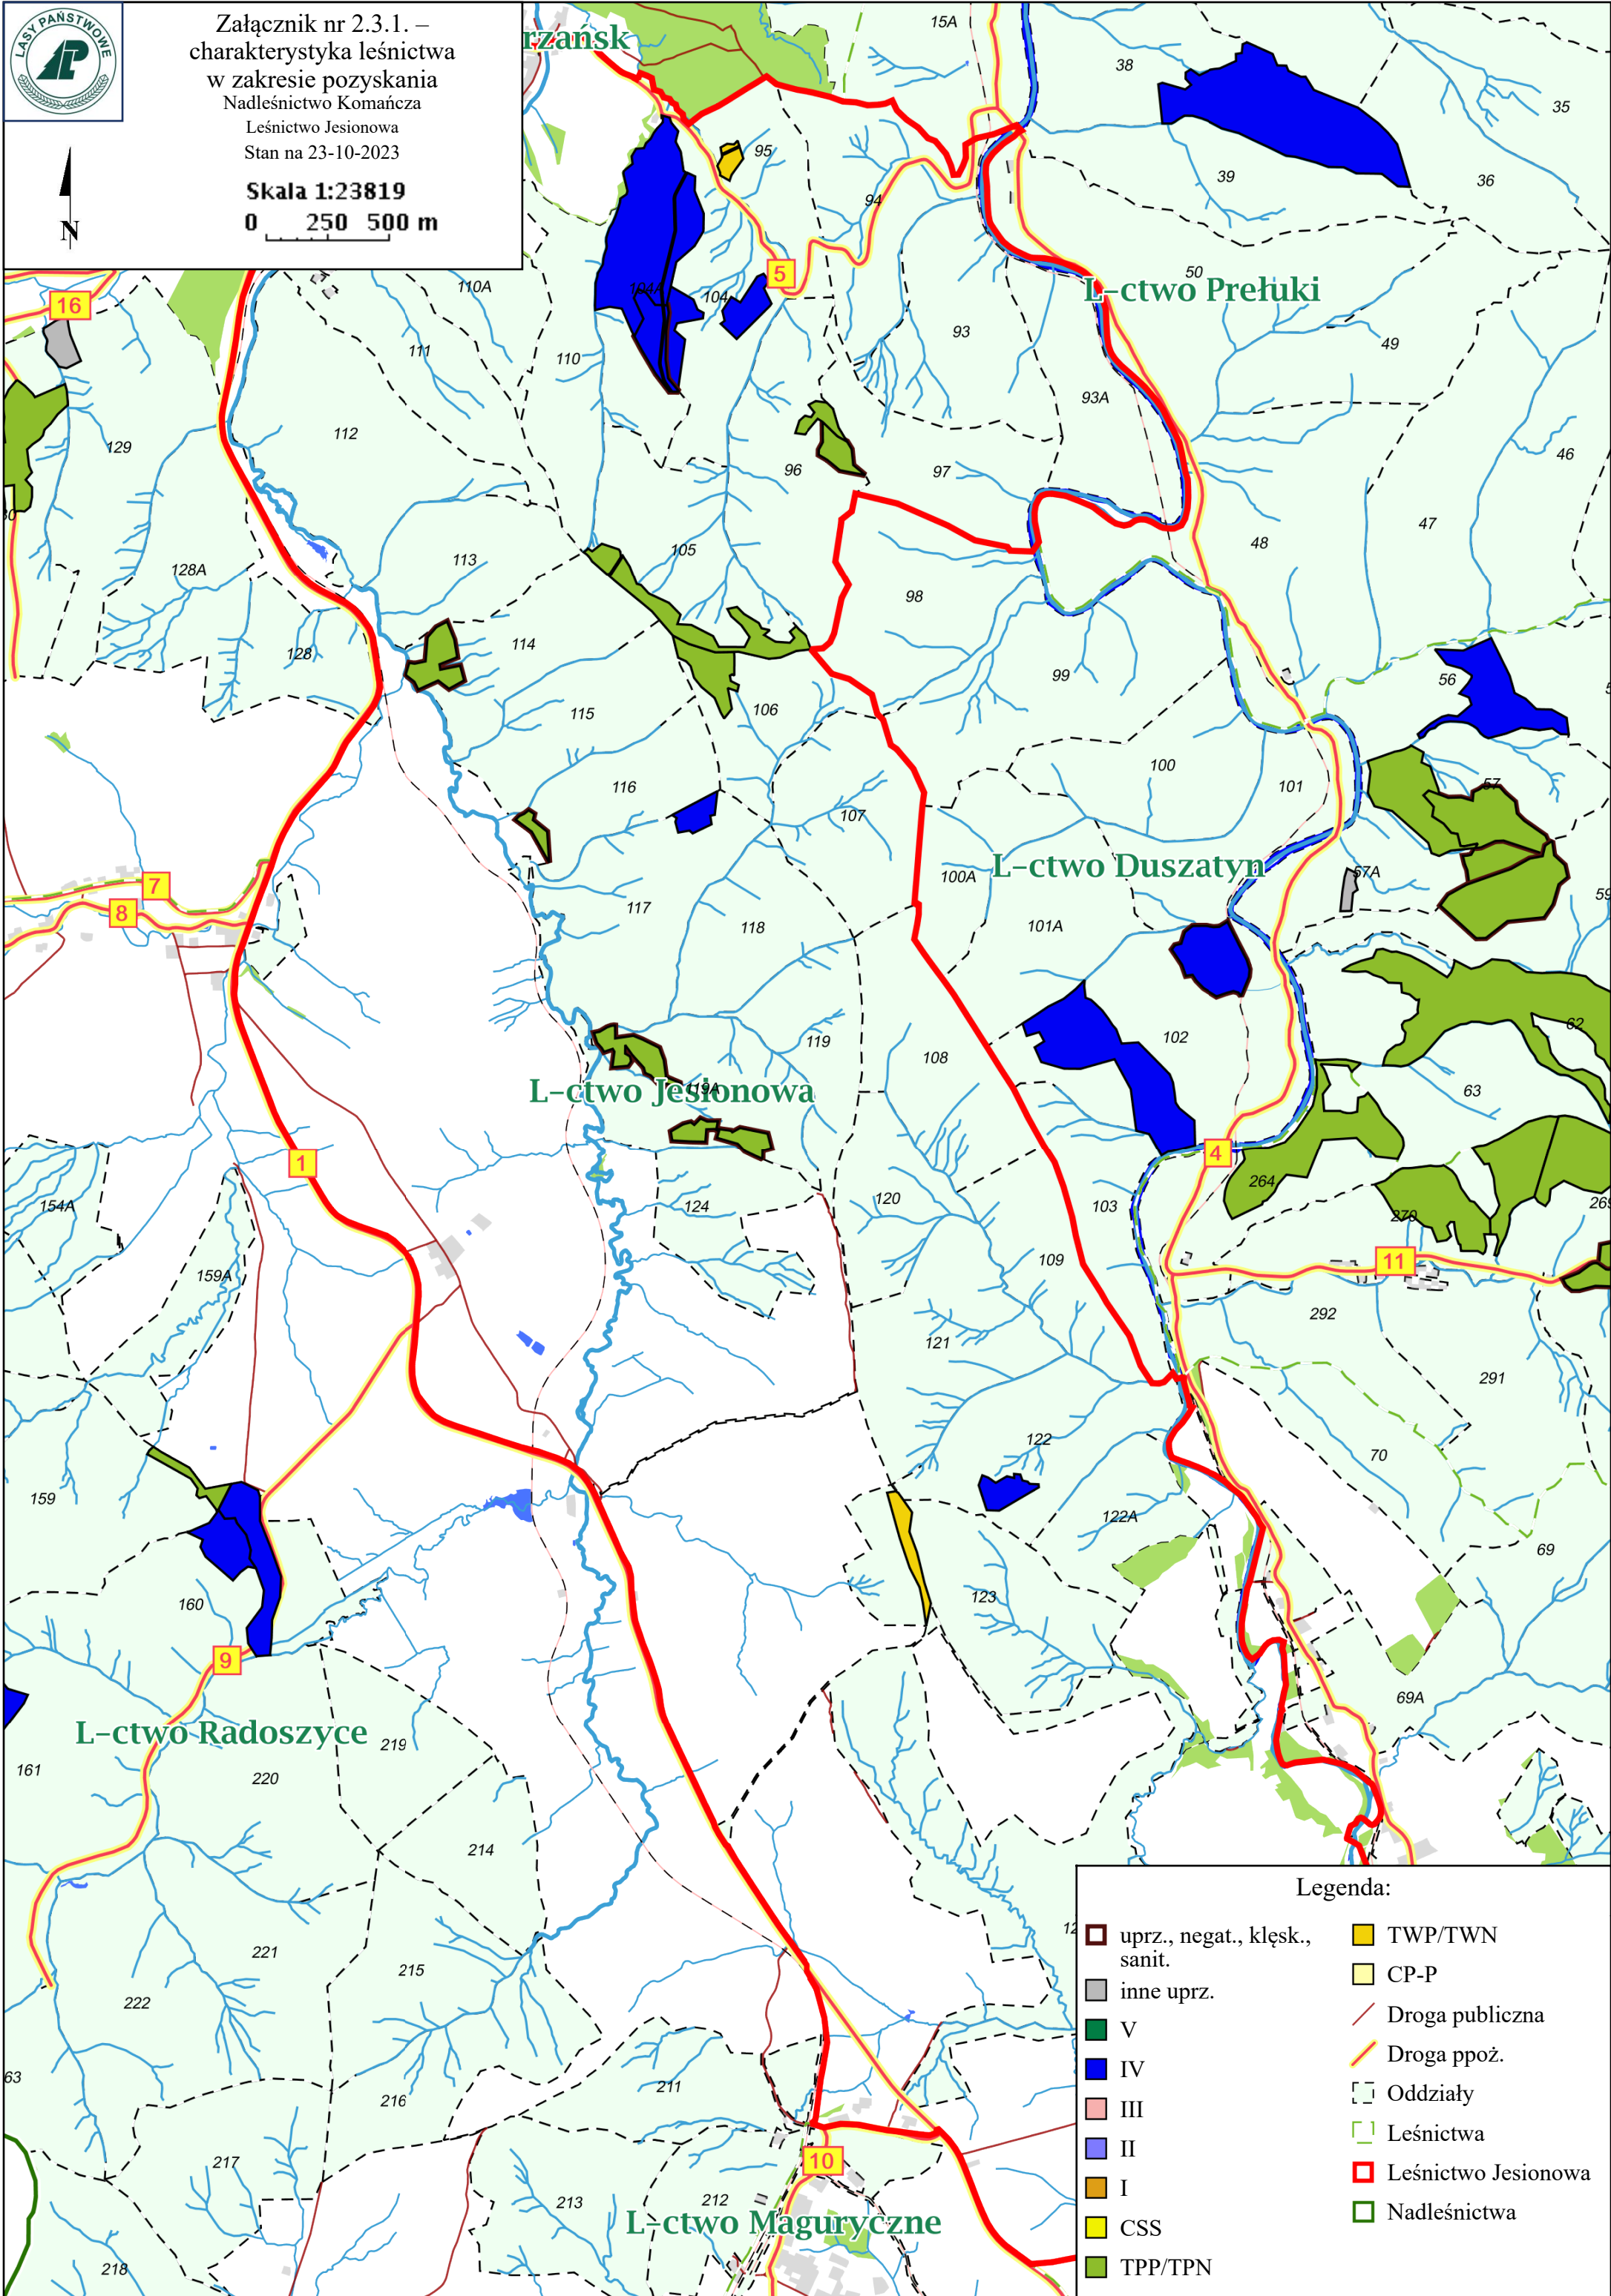 LASY PAŃSTWOWE
Załącznik nr 2.3.1. –
charakterystyka leśnictwa
w zakresie pozyskania
Nadleśnictwo Komańcza
Leśnictwo Jesionowa
Stan na 23-10-2023
Skala 1:23819
0 250 500 m
N
rzańsk
15A
38
35
95
39
36
94
5
50
L-ctwo Prełuki
16
110A
104A
104
93
49
111
110
93A
112
129
96
97
46
47
48
105
113
128A
98
114
128
99
56
115
106
100
101
57
116
107
L-ctwo Duszatyn
57A
7
100A
8
117
118
101A
59
62
119
108
102
63
L-ctwo Jesionowa
119A
1
4
264
154A
124
120
103
270
109
11
159A
292
121
291
122
70
159
122A
69
160
123
9
69A
L-ctwo Radoszyce
219
161
220
214
221
215
222
63
211
216
217
10
213
212
L-ctwo Maguryczne
218
Legenda:
uprz., negat., klęsk.,
sanit.
inne uprz.
V
IV
III
II
I
CSS
TPP/TPN
TWP/TWN
CP-P
Droga publiczna
Droga ppoż.
Oddziały
Leśnictwa
Leśnictwo Jesionowa
Nadleśnictwa